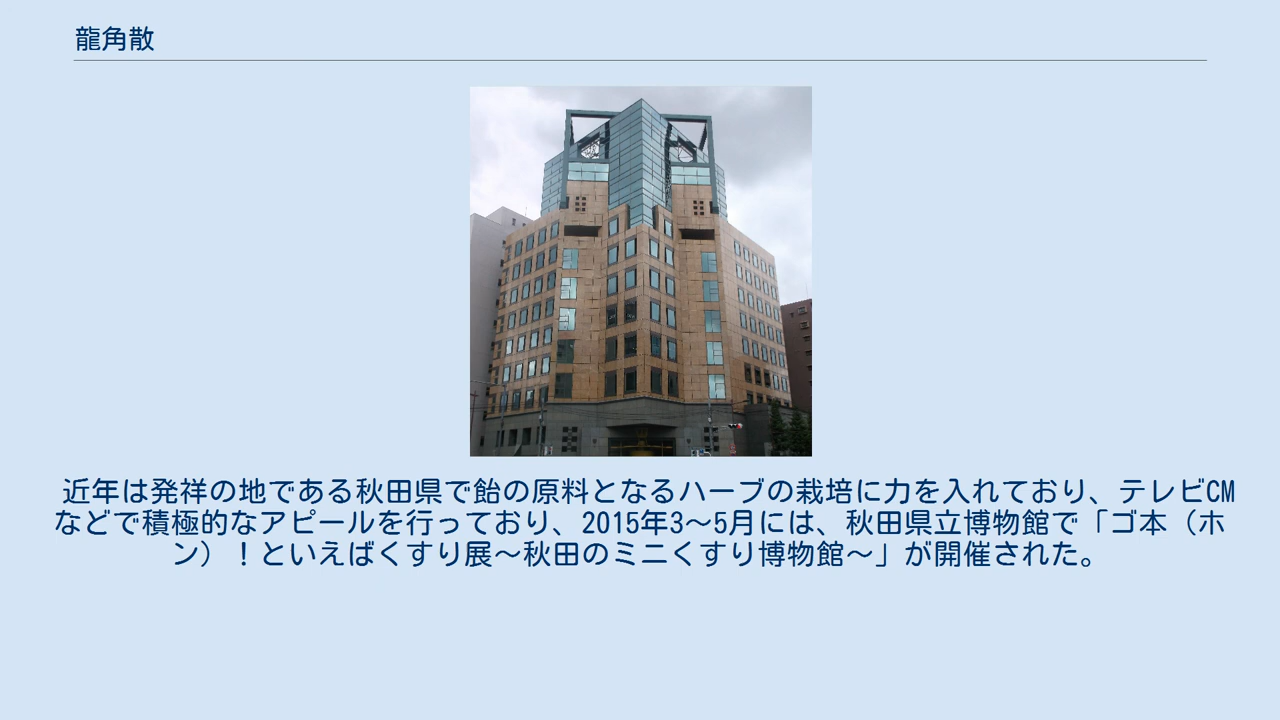 龍角散
近年は発祥の地である秋田県で飴の原料となるハーブの栽培に力を入れており、テレビCM
などで積極的なアピールを行っており、2015年3〜5月には、秋田県立博物館で「ゴ本（ホ
ン）！といえばくすり展〜秋田のミニくすり博物館〜」が開催された。